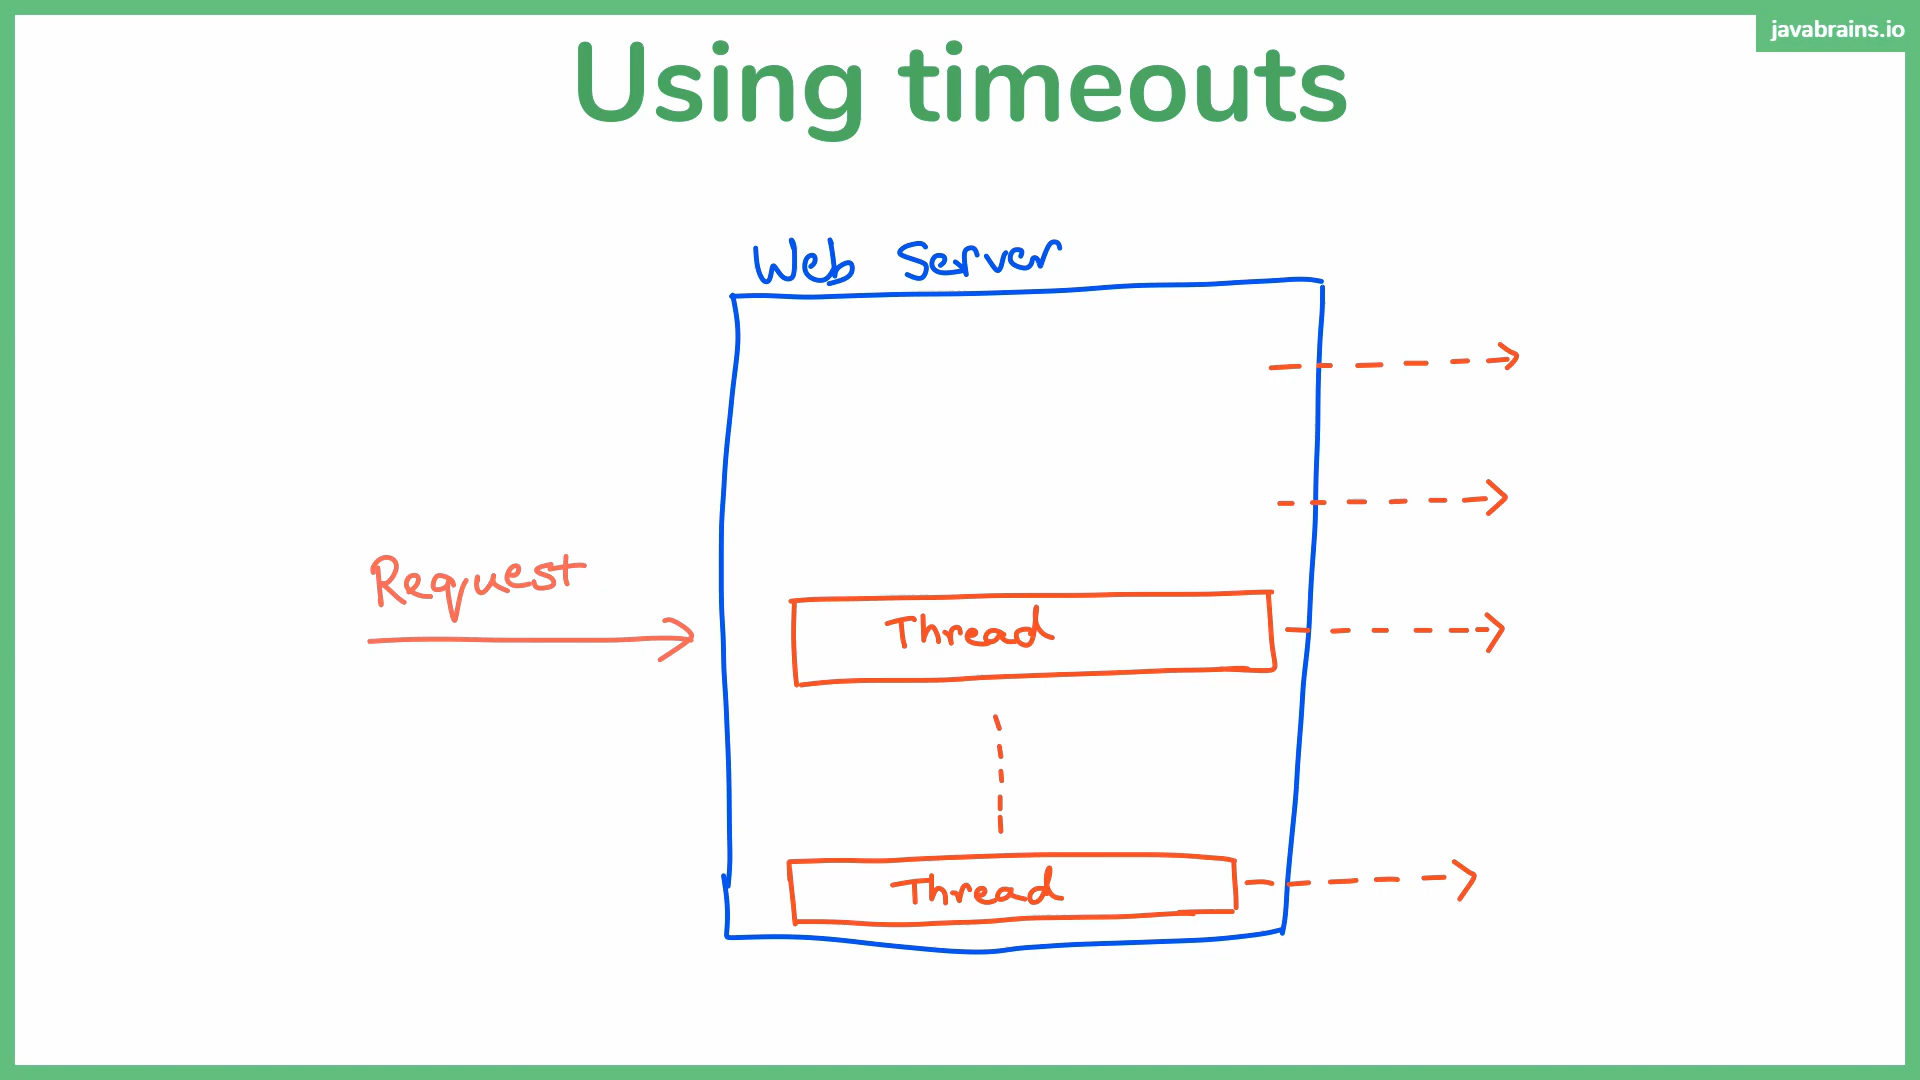 javabrains.io
Using timeouts
Web Server
Request
Thread
Thread